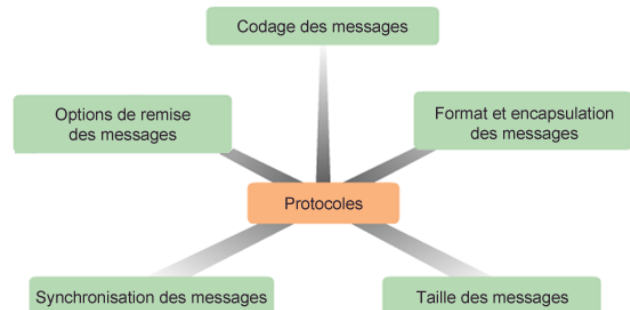 Codage des messages
Options de remise
des messages
Format et encapsulation
des messages
Protocoles
Synchronisation des messages
Taille des messages